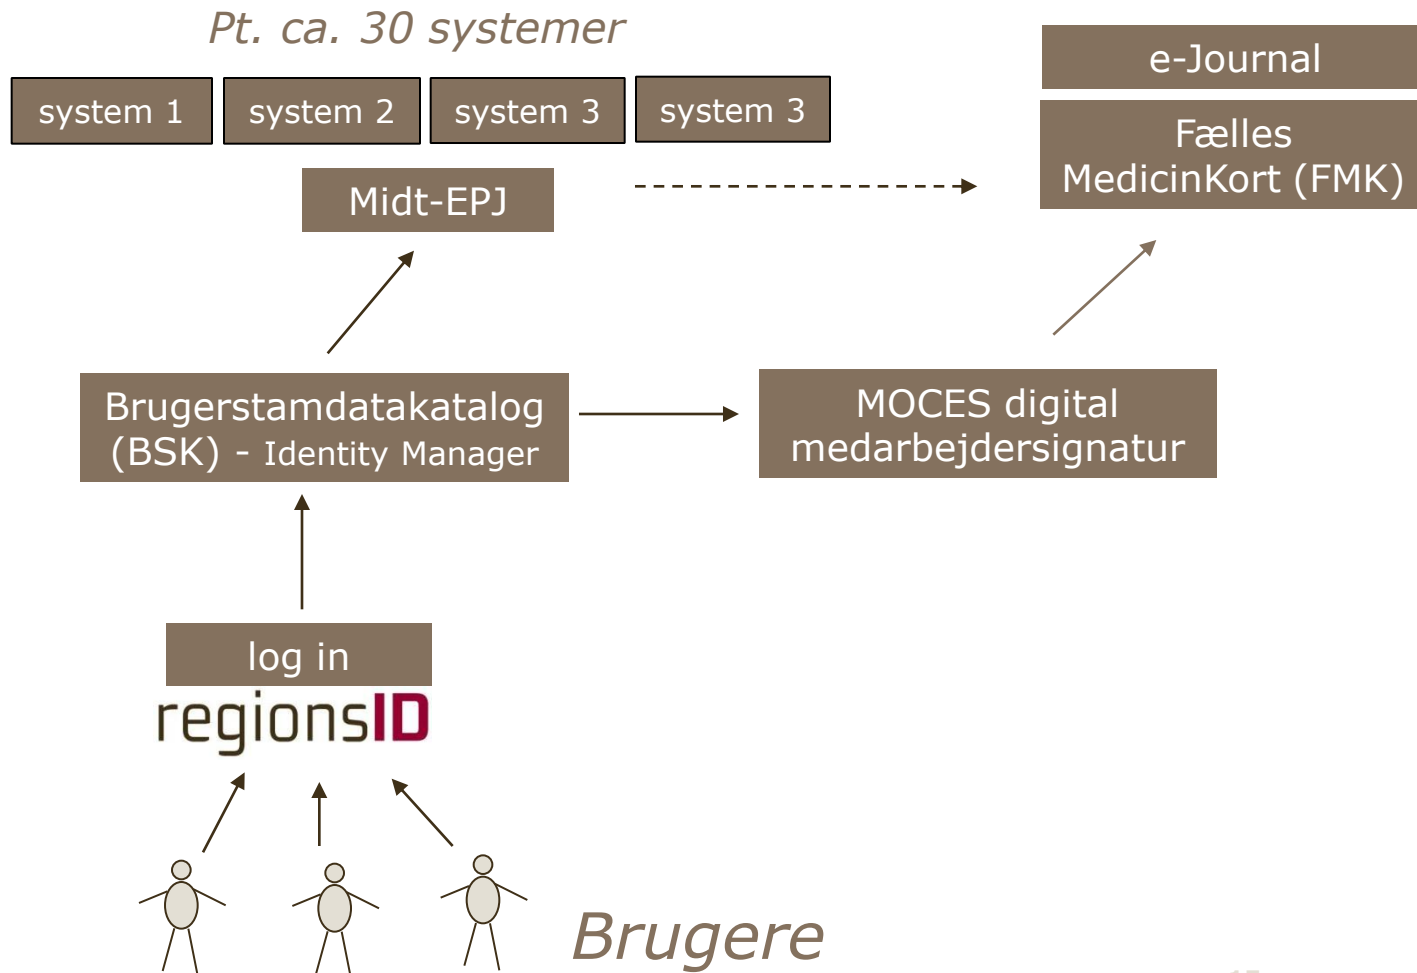 Pt. ca. 30 systemer
system 1
system 2
system 3
system 3
e-Journal
Fælles
MedicinKort (FMK)
Midt-EPJ
Brugerstamdatakatalog
(BSK) - Identity Manager
MOCES digital
medarbejdersignatur
log in
regionsID
Brugere